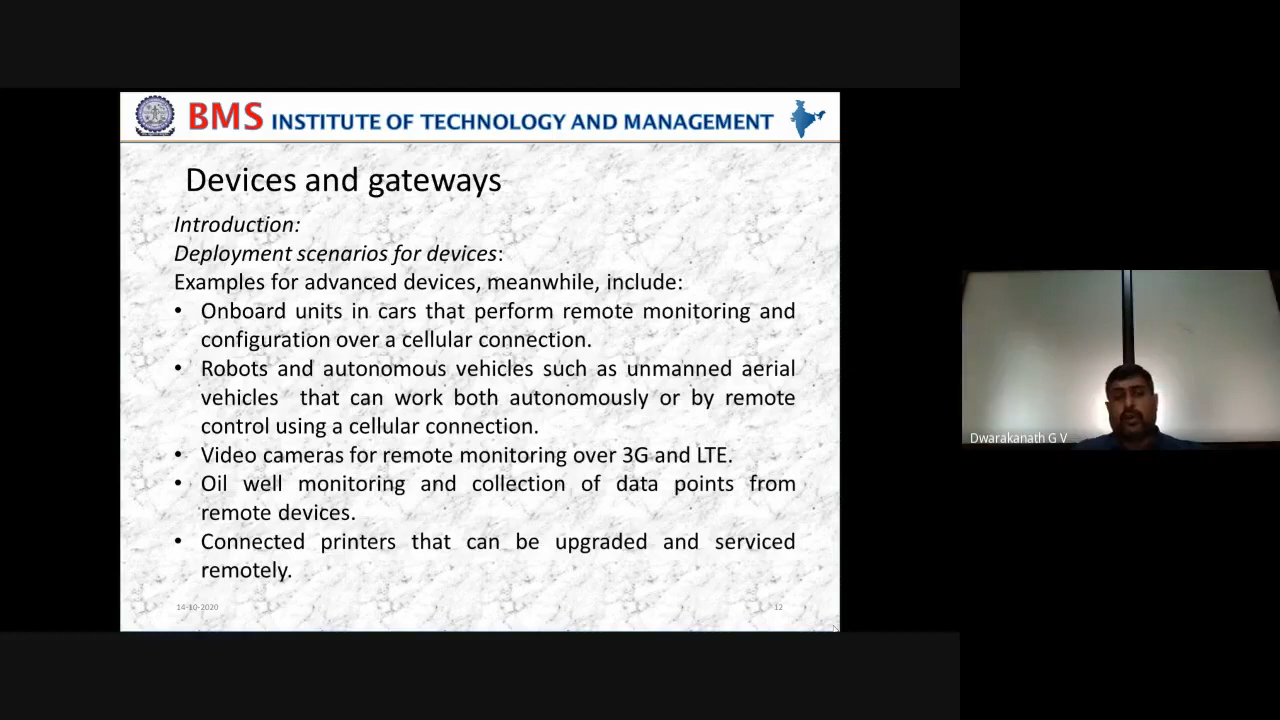 BMS INSTITUTE OF TECHNOLOGY AND MANAGEMENT
Devices and gateways
Introduction:
Deployment scenarios for devices:
Examples for advanced devices, meanwhile, include:
• Onboard units in cars that perform remote monitoring and
configuration over a cellular connection.
• Robots and autonomous vehicles such as unmanned aerial
vehicles that can work both autonomously or by remote
control using a cellular connection.
• Video cameras for remote monitoring over 3G and LTE.
• Oil well monitoring and collection of data points from
remote devices.
• Connected printers that can be upgraded and serviced
remotely.
14-10-2020
12
Dwarakanath G V